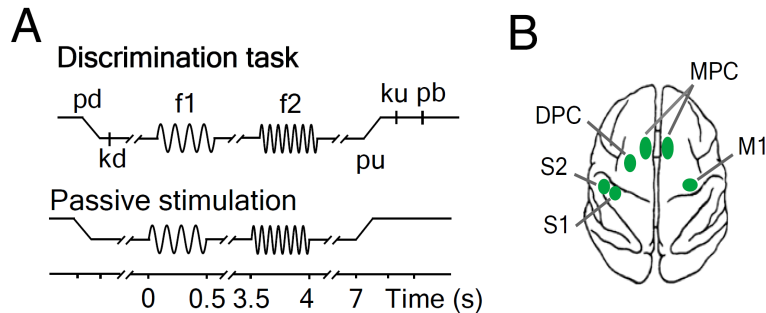 A
Discrimination task
pd
kd
f1
f2
ku pb
pu
Passive stimulation
0 0.5 3.5 4 7 Time (s)
B
MPC
DPC
M1
S2
S1